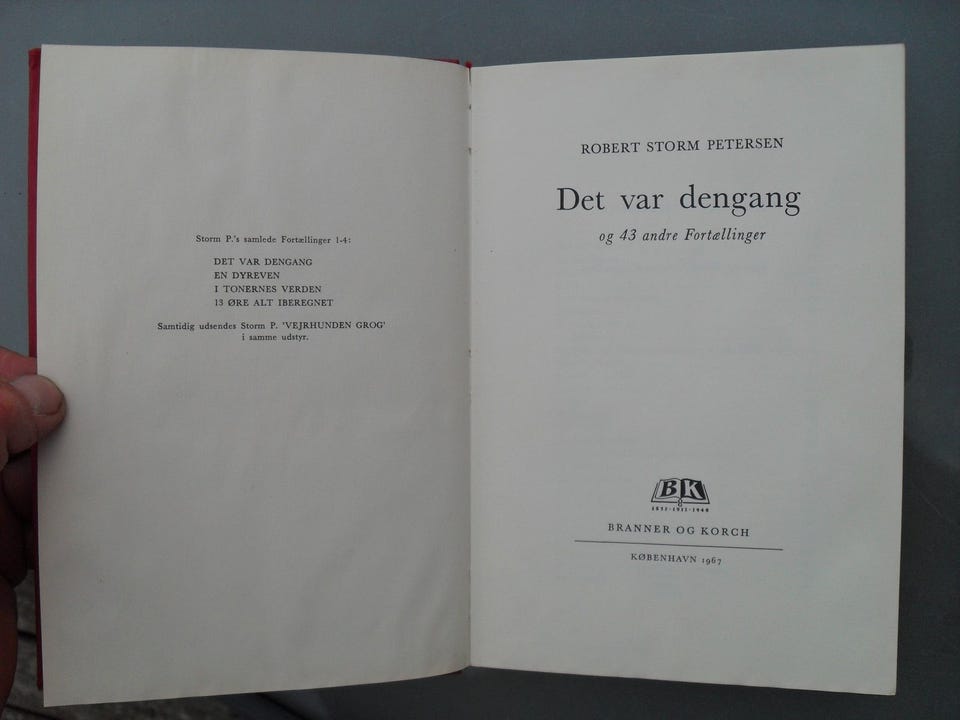 Storm P.'s samlede Fortællinger 1-4:
DET VAR DENGANG
EN DYREVEN
I TONERNES VERDEN
13 ØRE ALT IBEREGNET
Samtidig udsendes Storm P. 'VEJRHUNDEN GROG'
i samme udstyr.
ROBERT STORM PETERSEN
Det var dengang
og 43 andre Fortællinger
BK
BRANNER OG KORCH
KØBENHAVN 1967